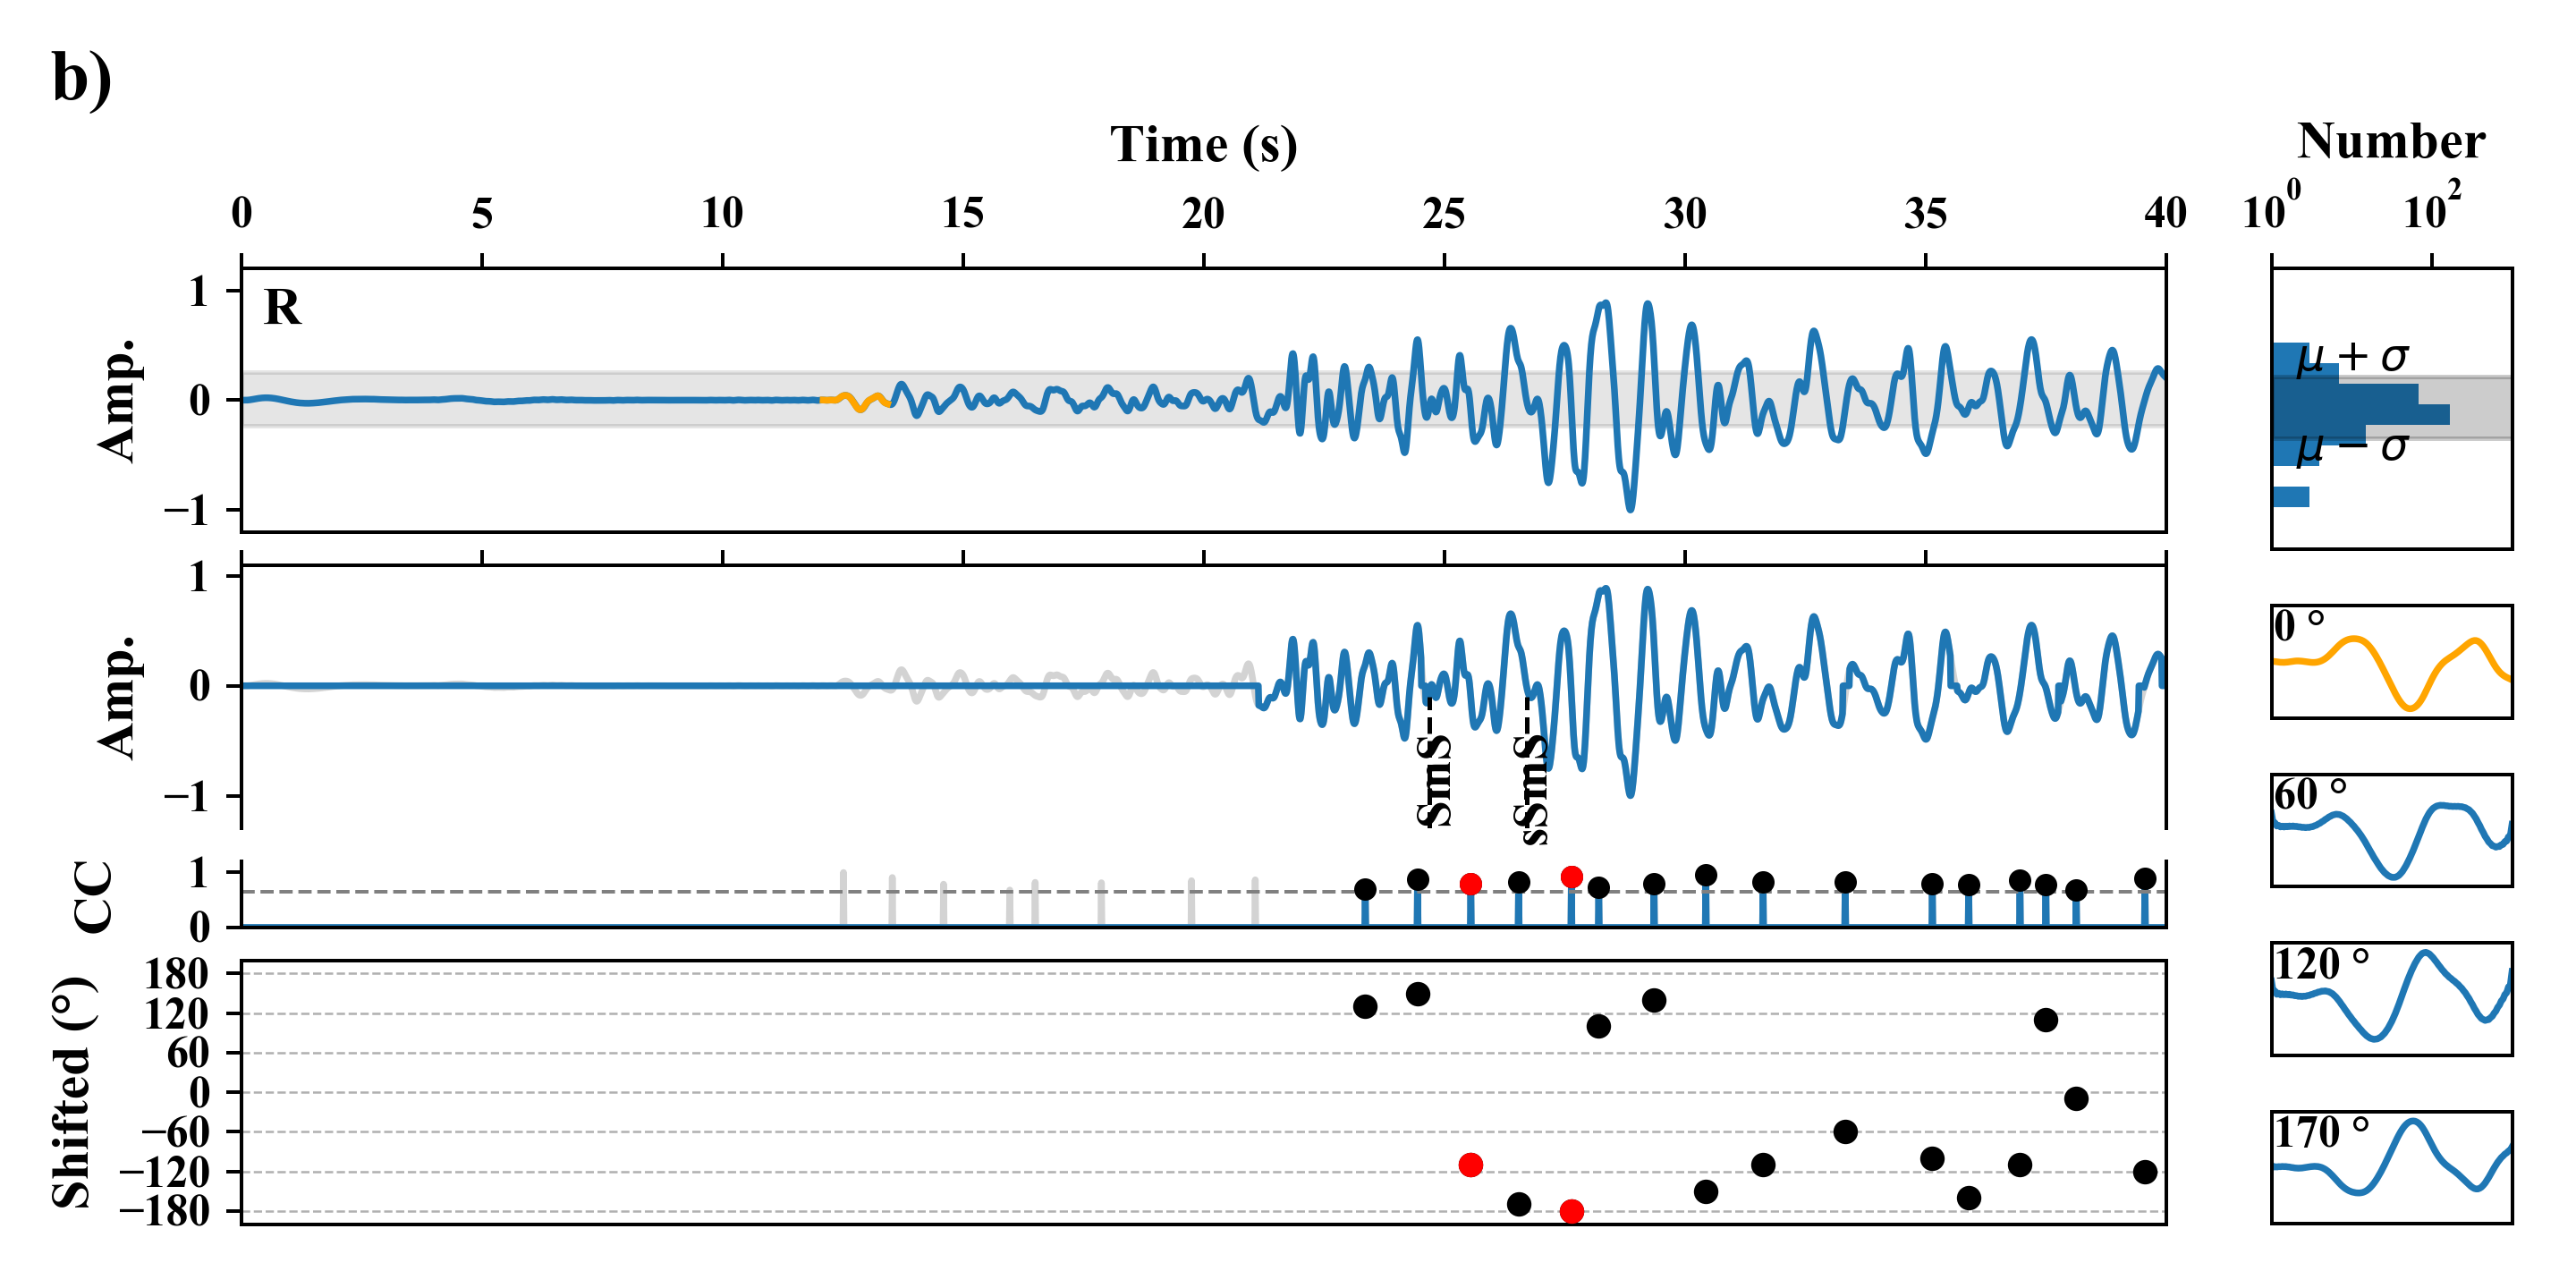 b)
Time (s)
Number
0 5 10 15 20 25 30 35 40
10^0 10^2
R
Amp.
1
0
−1
μ + σ
μ − σ
Amp.
1
0
−1
SmS
sSmS
0 °
60 °
CC
1
0
120 °
Shifted (°)
180
120
60
0
−60
−120
−180
170 °